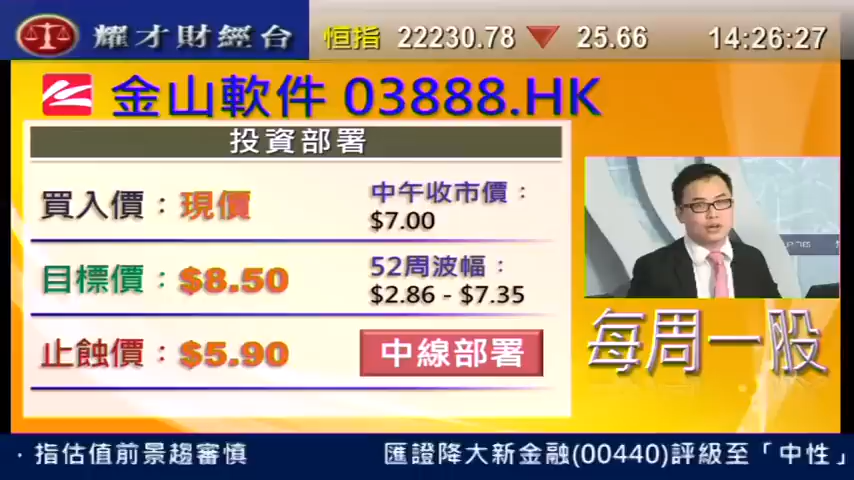 耀才財經台
恒指 22230.78 25.66 14:26:27
金山軟件 03888.HK
投資部署
買入價：現價
中午收市價：
$7.00
目標價：$8.50
52周波幅：
$2.86 - $7.35
止蝕價：$5.90
中線部署
每周一股
· 指估值前景趨審慎
匯證降大新金融(00440)評級至「中性」